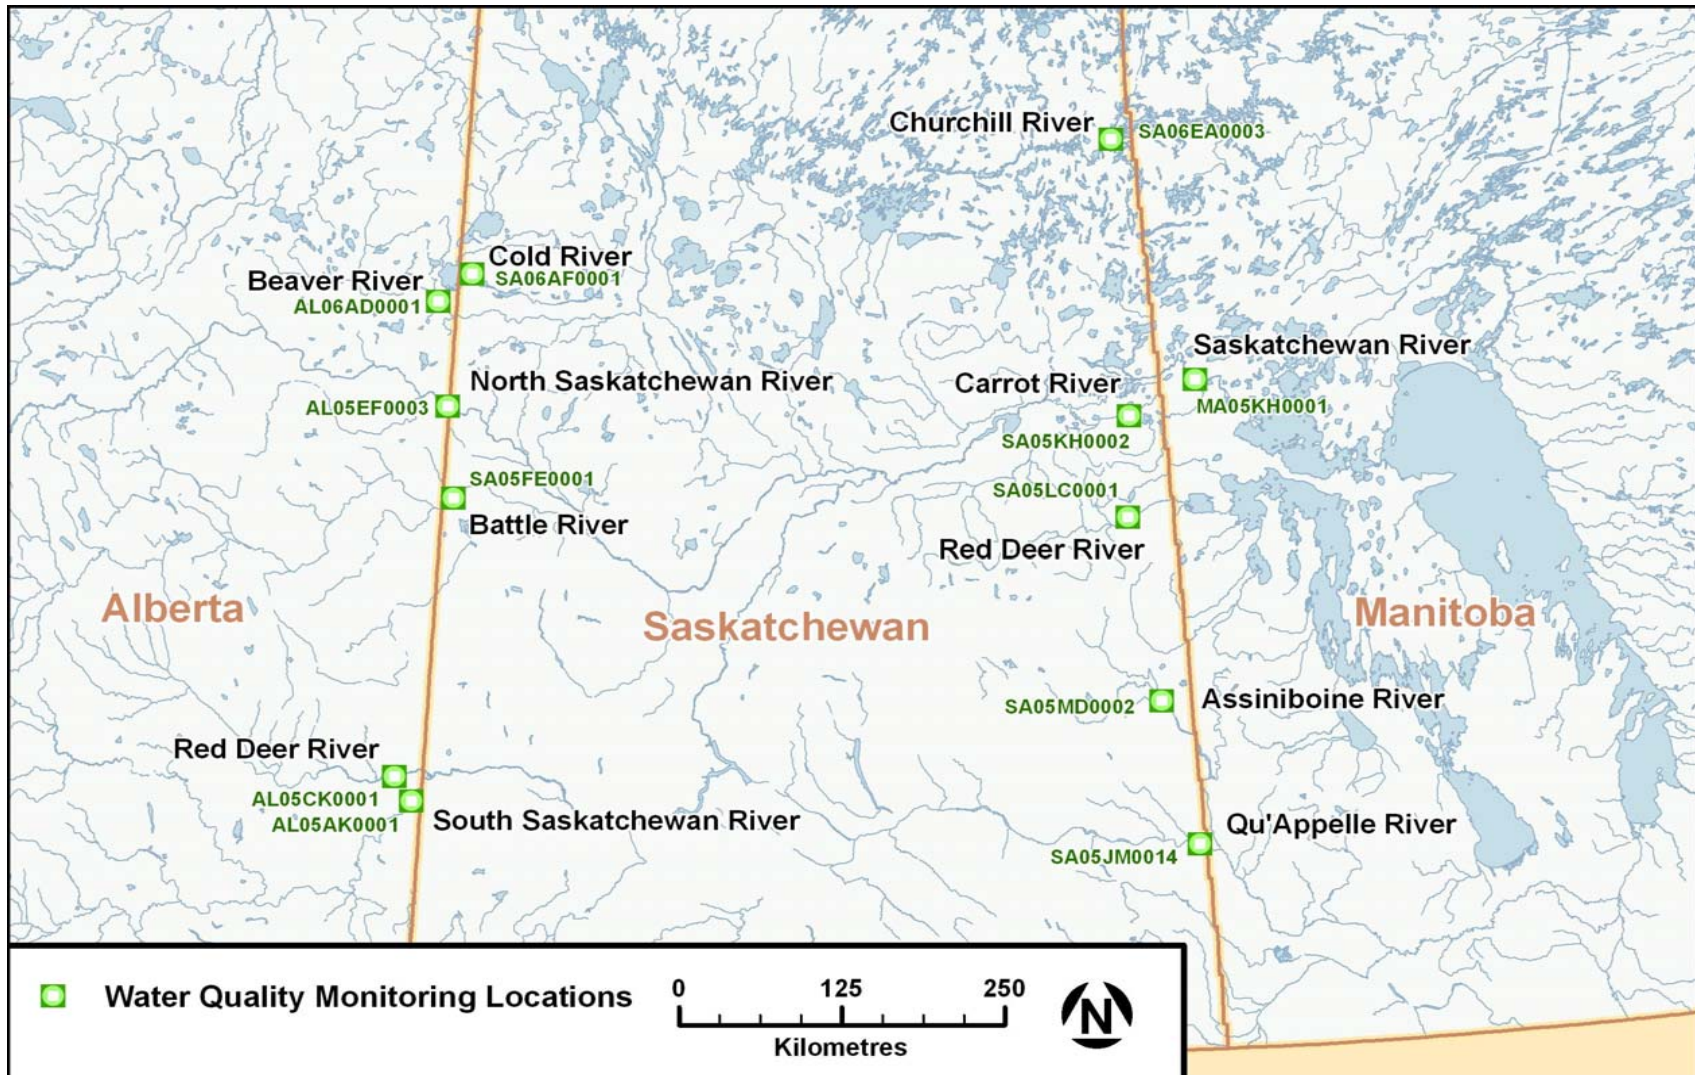 Churchill River
SA06EA0003
Cold River
SA06AF0001
Beaver River
AL06AD0001
Saskatchewan River
MA05KH0001
North Saskatchewan River
AL05EF0003
Carrot River
SA05KH0002
SA05FE0001
Battle River
SA05LC0001
Red Deer River
Alberta
Saskatchewan
Manitoba
SA05MD0002
Assiniboine River
Red Deer River
AL05CK0001
AL05AK0001
South Saskatchewan River
Qu'Appelle River
SA05JM0014
Water Quality Monitoring Locations
0 125 250
Kilometres
N